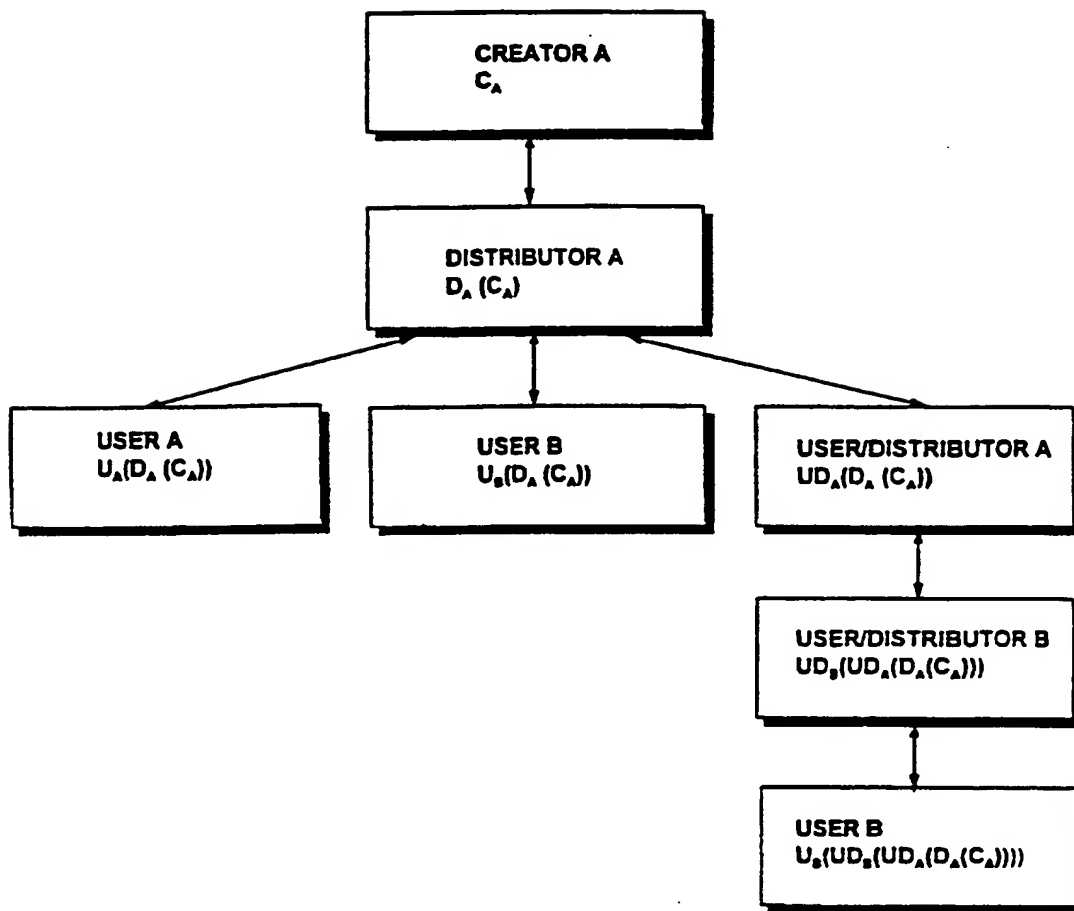 CREATOR A
C_A
DISTRIBUTOR A
D_A (C_A)
USER A
U_A(D_A (C_A))
USER B
U_B(D_A (C_A))
USER/DISTRIBUTOR A
UD_A(D_A (C_A))
USER/DISTRIBUTOR B
UD_B(UD_A(D_A(C_A)))
USER B
U_B(UD_B(UD_A(D_A(C_A))))